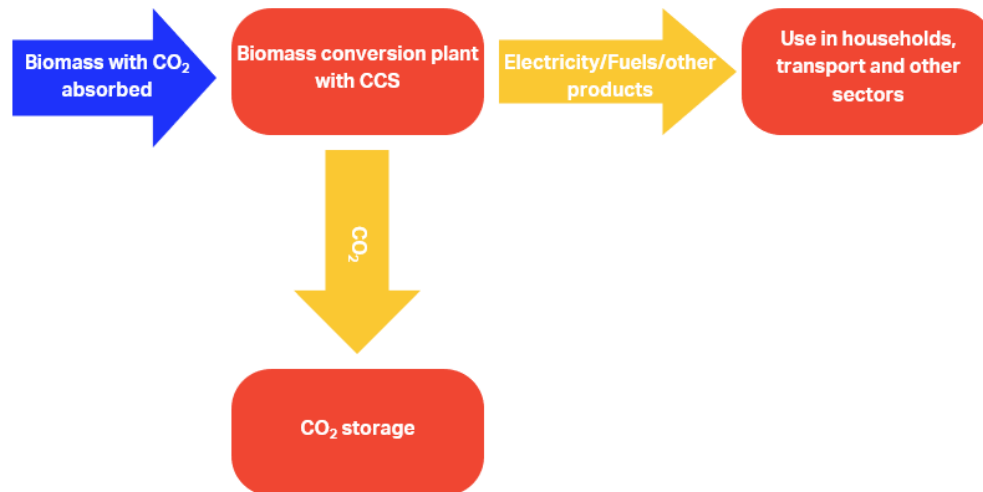 Biomass with CO₂
absorbed
Biomass conversion plant
with CCS
Electricity/Fuels/other
products
Use in households,
transport and other
sectors
CO₂
CO₂ storage